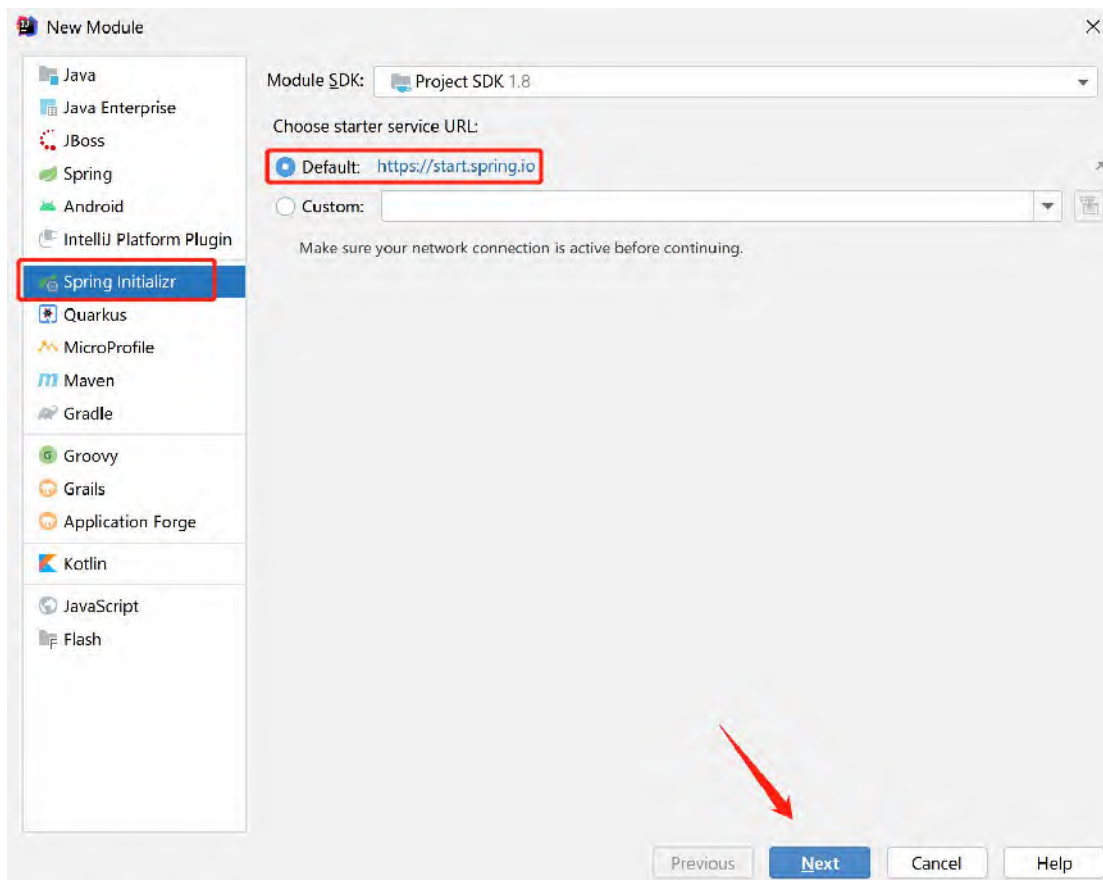 New Module
Java
Java Enterprise
JBoss
Spring
Android
IntelliJ Platform Plugin
Spring Initializr
Quarkus
MicroProfile
Maven
Gradle
Groovy
Grails
Application Forge
Kotlin
JavaScript
Flash
Module SDK: Project SDK 1.8
Choose starter service URL:
Default: https://start.spring.io
Custom:
Make sure your network connection is active before continuing.
Previous Next Cancel Help